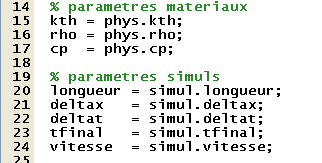 14 % parametres materiaux
15 kth = phys.kth;
16 rho = phys.rho;
17 cp = phys.cp;
18
19 % parametres simuls
20 longueur = simul.longueur;
21 deltax = simul.deltax;
22 deltat = simul.deltat;
23 tfinal = simul.tfinal;
24 vitesse = simul.vitesse;
25